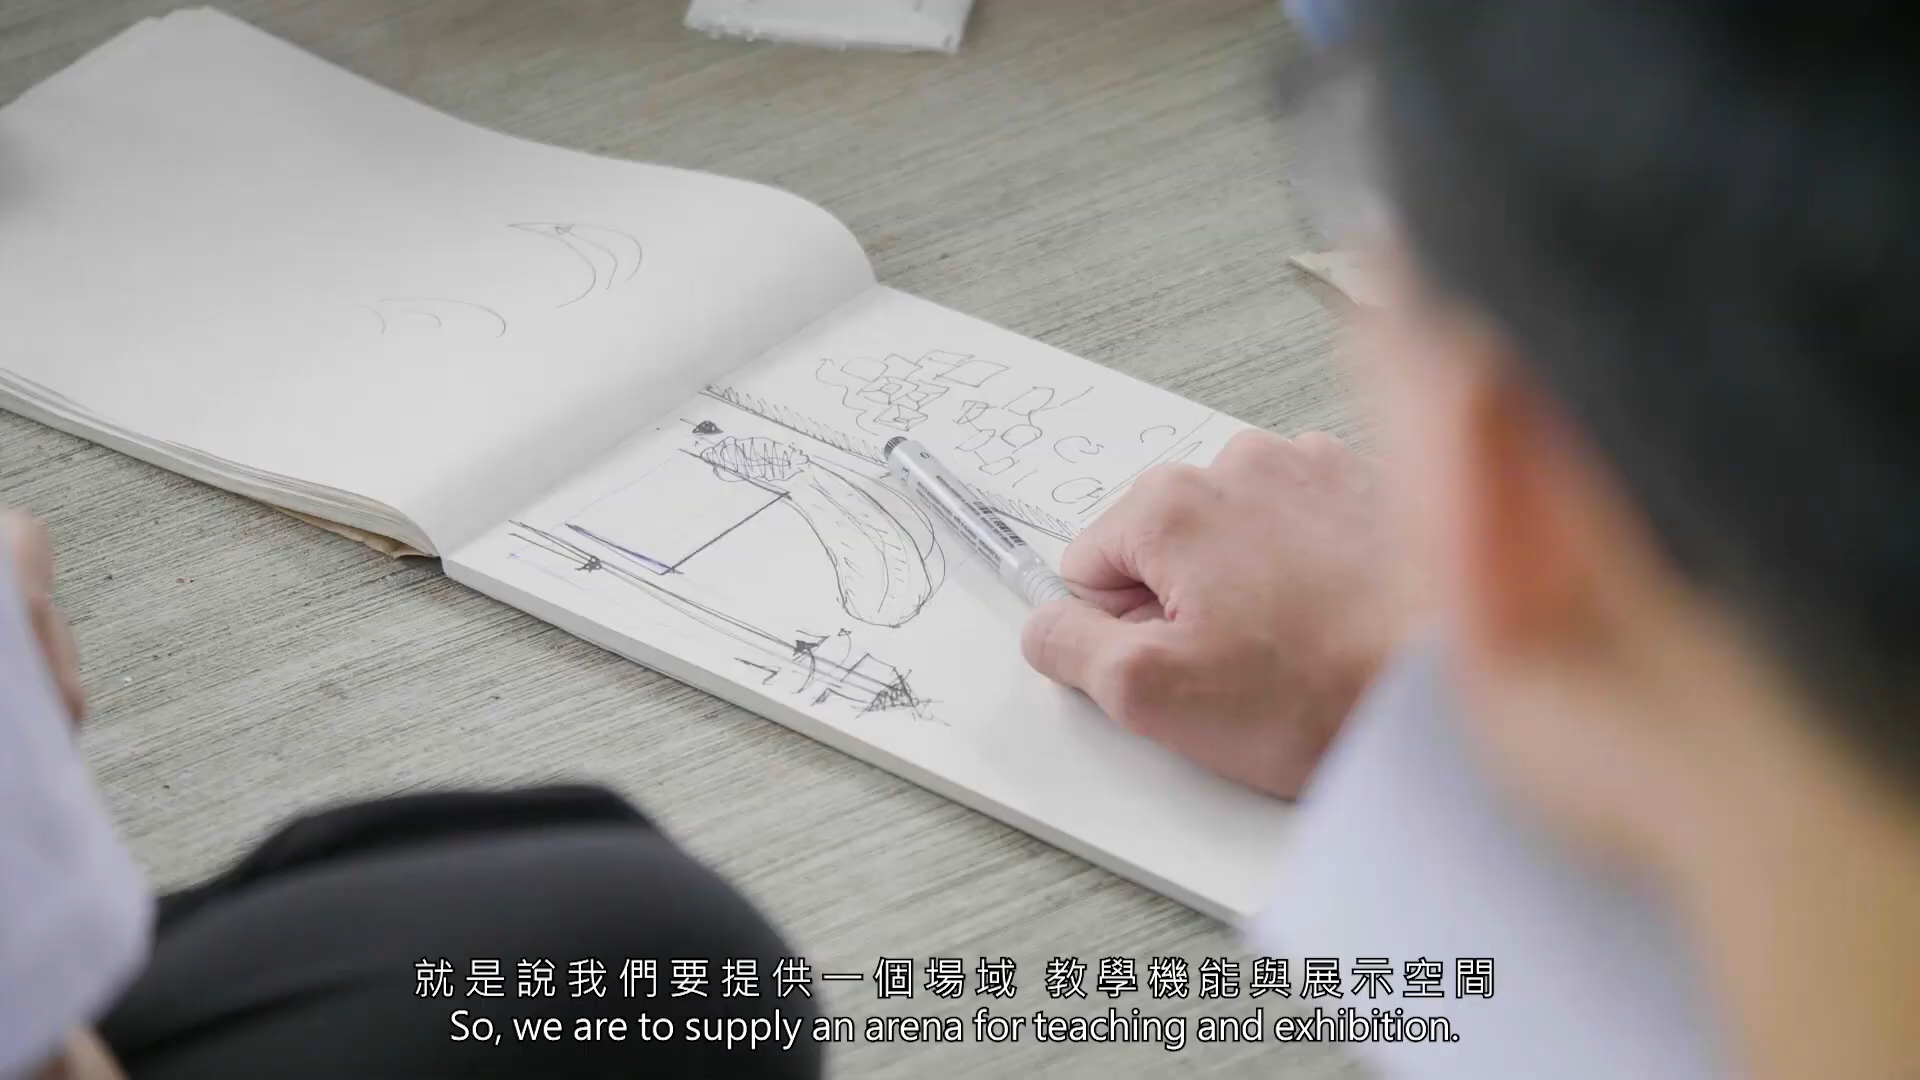 就是說我們要提供一個場域 教學機能與展示空間
So, we are to supply an arena for teaching and exhibition.